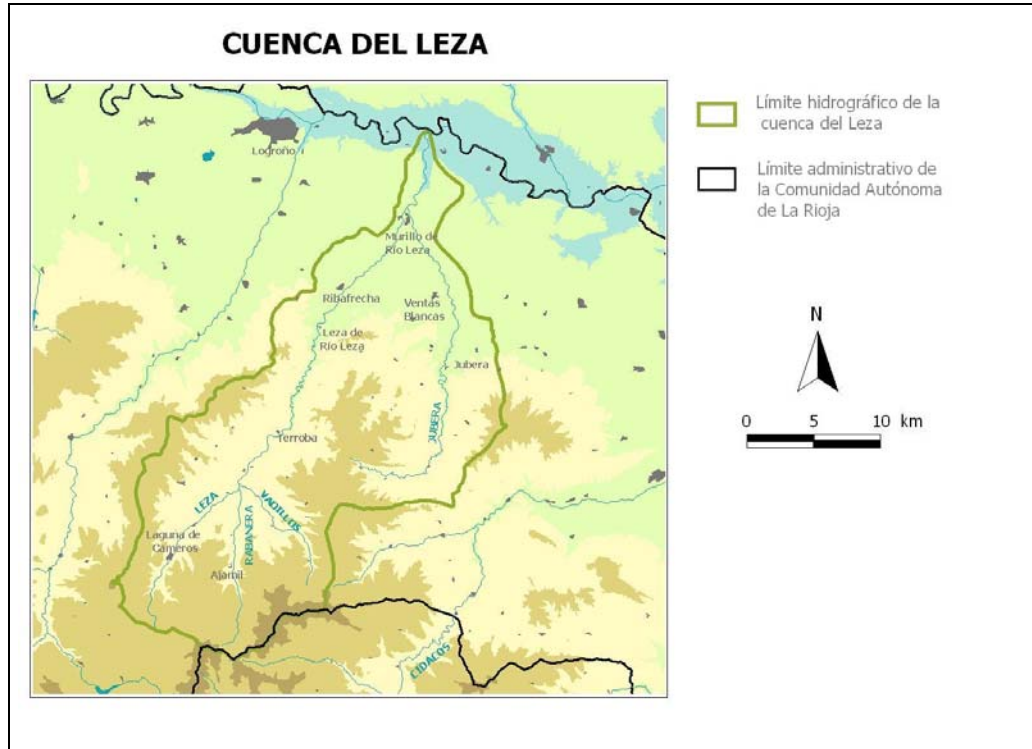 CUENCA DEL LEZA
Límite hidrográfico de la
cuenca del Leza
Límite administrativo de
la Comunidad Autónoma
de La Rioja
Logroño
Murillo de
Río Leza
Ribafrecha
Ventas
Blancas
Leza de
Río Leza
Jubera
JUBERA
Terroba
LEZA
VADILLOS
RABANERA
Laguna de
Cameros
Ajamil
CIDACOS
N
0 5 10 km